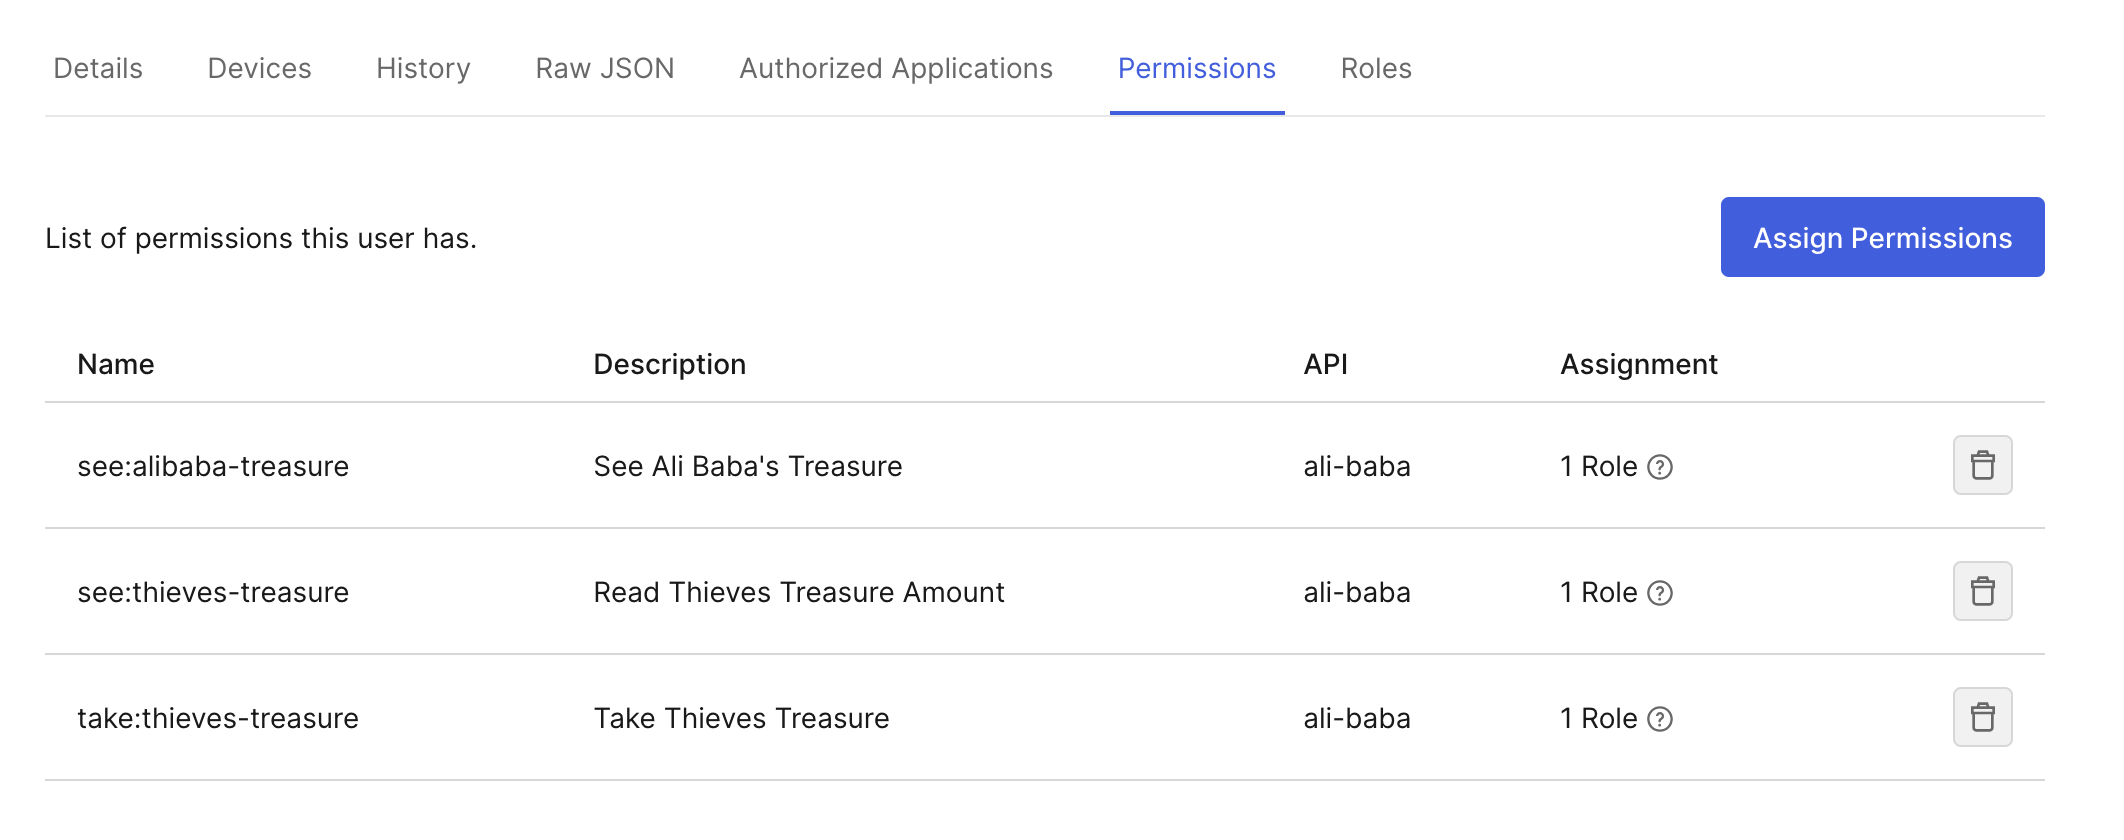 Details Devices History Raw JSON Authorized Applications Permissions Roles
List of permissions this user has.
Assign Permissions
Name Description API Assignment
see:alibaba-treasure See Ali Baba's Treasure ali-baba 1 Role ?
see:thieves-treasure Read Thieves Treasure Amount ali-baba 1 Role ?
take:thieves-treasure Take Thieves Treasure ali-baba 1 Role ?